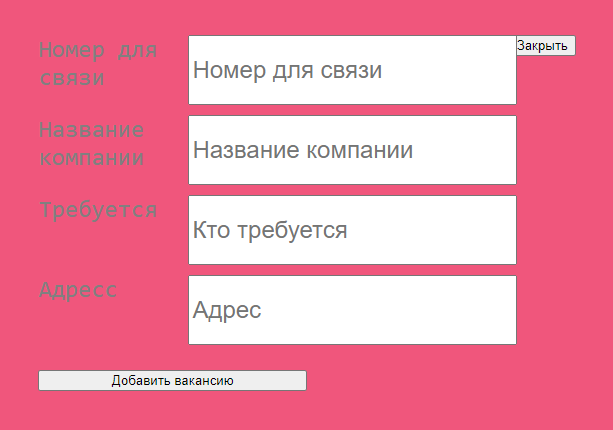 Номер для
связи
Номер для связи
Закрыть
Название
компании
Название компании
Требуется
Кто требуется
Адресс
Адрес
Добавить вакансию